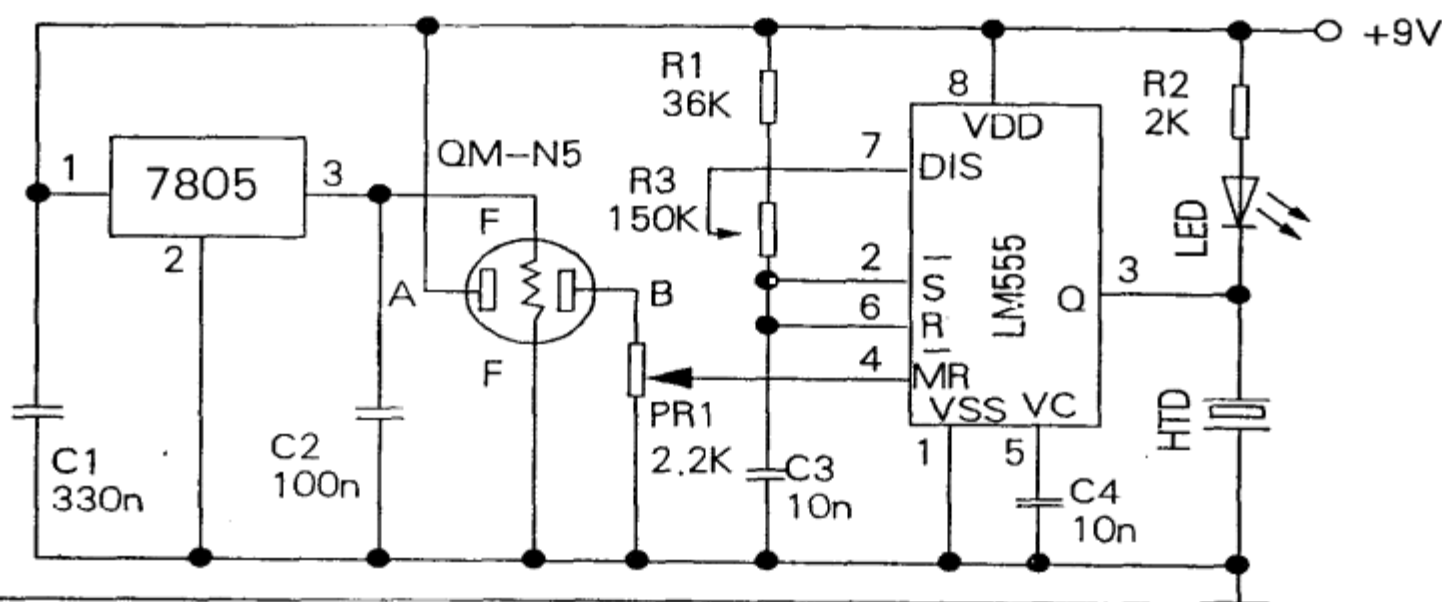 +9V
R1
36K
8
VDD
R2
2K
1
7805
3
QM-N5
7
DIS
R3
150K
F
2
LED
A
B
2
S
LM555
Q
3
6
R
F
4
MR
PR1
2.2K
VSS
VC
HTD
C1
330n
C2
100n
C3
10n
1
5
C4
10n